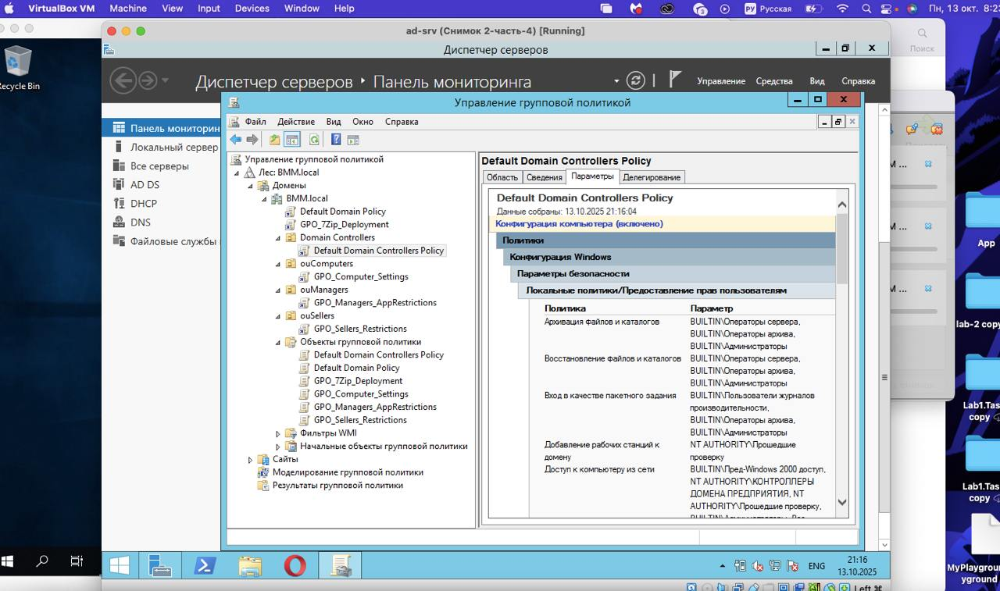 VirtualBox VM Machine View Input Devices Window Help
3
РУ Русская
Пн, 13 окт. 8:23
ad-srv (Снимок 2-часть-4) [Running]
Поиск
Диспетчер серверов
Recycle Bin
Диспетчер серверов • Панель мониторинга
Управление Средства Вид Справка
Управление групповой политикой
Файл Действие Вид Окно Справка
Панель мониторин
Локальный сервер
Все серверы
AD DS
DHCP
DNS
Файловые службы
Управление групповой политикой
Лес: BMM.local
Домены
BMM.local
Default Domain Policy
GPO_7Zip_Deployment
Domain Controllers
Default Domain Controllers Policy
ouComputers
GPO_Computer_Settings
ouManagers
GPO_Managers_AppRestrictions
ouSellers
GPO_Sellers_Restrictions
Объекты групповой политики
Default Domain Controllers Policy
Default Domain Policy
GPO_7Zip_Deployment
GPO_Computer_Settings
GPO_Managers_AppRestrictions
GPO_Sellers_Restrictions
Фильтры WMI
Начальные объекты групповой политики
Сайты
Моделирование групповой политики
Результаты групповой политики
Default Domain Controllers Policy
Область Сведения Параметры Делегирование
Default Domain Controllers Policy
Данные собраны: 13.10.2025 21:16:04
Конфигурация компьютера (включено)
Политики
Конфигурация Windows
Параметры безопасности
Локальные политики/Предоставление прав пользователям
Политика Параметр
Архивация файлов и каталогов BUILTIN\Операторы сервера,
BUILTIN\Операторы архива,
BUILTIN\Администраторы
Восстановление файлов и каталогов BUILTIN\Операторы сервера,
BUILTIN\Операторы архива,
BUILTIN\Администраторы
Вход в качестве пакетного задания BUILTIN\Пользователи журналов
производительности,
BUILTIN\Операторы архива,
BUILTIN\Администраторы
Добавление рабочих станций к NT AUTHORITY\Прошедшие
домену проверку
Доступ к компьютеру из сети BUILTIN\Пред-Windows 2000 доступ,
NT AUTHORITY\КОНТРОЛЛЕРЫ
ДОМЕНА ПРЕДПРИЯТИЯ, NT
AUTHORITY\Прошедшие проверку,
BUILTIN\Администраторы, Все
M ...
M ...
M ...
App
lab-2 copy
Lab1.Tas
copy
Lab1.Tas
copy
MyPlayground
yground
ENG
21:16
13.10.2025
Left ⌘